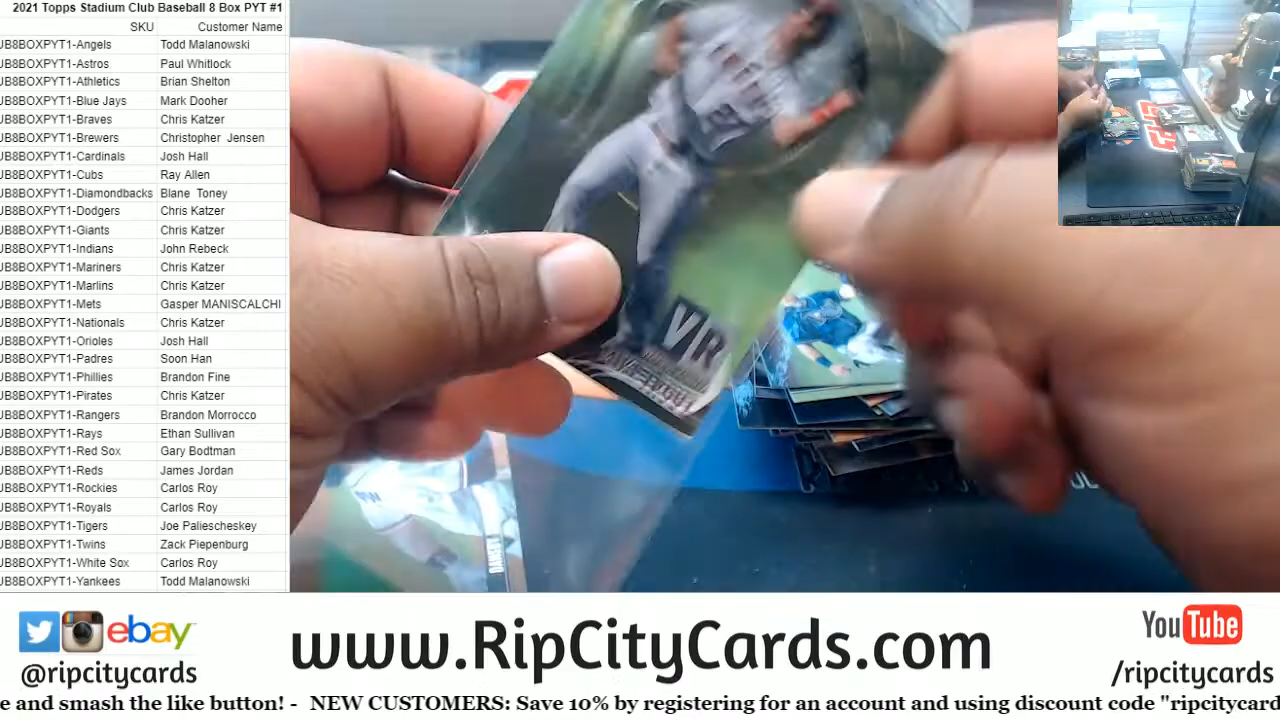 2021 Topps Stadium Club Baseball 8 Box PYT #1
SKU Customer Name
JB8BOXPYT1-Angels Todd Malanowski
JB8BOXPYT1-Astros Paul Whitlock
JB8BOXPYT1-Athletics Brian Shelton
JB8BOXPYT1-Blue Jays Mark Dooher
JB8BOXPYT1-Braves Chris Katzer
JB8BOXPYT1-Brewers Christopher Jensen
JB8BOXPYT1-Cardinals Josh Hall
JB8BOXPYT1-Cubs Ray Allen
JB8BOXPYT1-Diamondbacks Blane Toney
JB8BOXPYT1-Dodgers Chris Katzer
JB8BOXPYT1-Giants Chris Katzer
JB8BOXPYT1-Indians John Rebeck
JB8BOXPYT1-Mariners Chris Katzer
JB8BOXPYT1-Marlins Chris Katzer
JB8BOXPYT1-Mets Gasper MANISCALCHI
JB8BOXPYT1-Nationals Chris Katzer
JB8BOXPYT1-Orioles Josh Hall
JB8BOXPYT1-Padres Soon Han
JB8BOXPYT1-Phillies Brandon Fine
JB8BOXPYT1-Pirates Chris Katzer
JB8BOXPYT1-Rangers Brandon Morrocco
JB8BOXPYT1-Rays Ethan Sullivan
JB8BOXPYT1-Red Sox Gary Bodtman
JB8BOXPYT1-Reds James Jordan
JB8BOXPYT1-Rockies Carlos Roy
JB8BOXPYT1-Royals Carlos Roy
JB8BOXPYT1-Tigers Joe Paliescheskey
JB8BOXPYT1-Twins Zack Piepenburg
JB8BOXPYT1-White Sox Carlos Roy
JB8BOXPYT1-Yankees Todd Malanowski
VR
ebay
@ripcitycards
www.RipCityCards.com
YouTube
/ripcitycards
e and smash the like button! - NEW CUSTOMERS: Save 10% by registering for an account and using discount code "ripcitycard